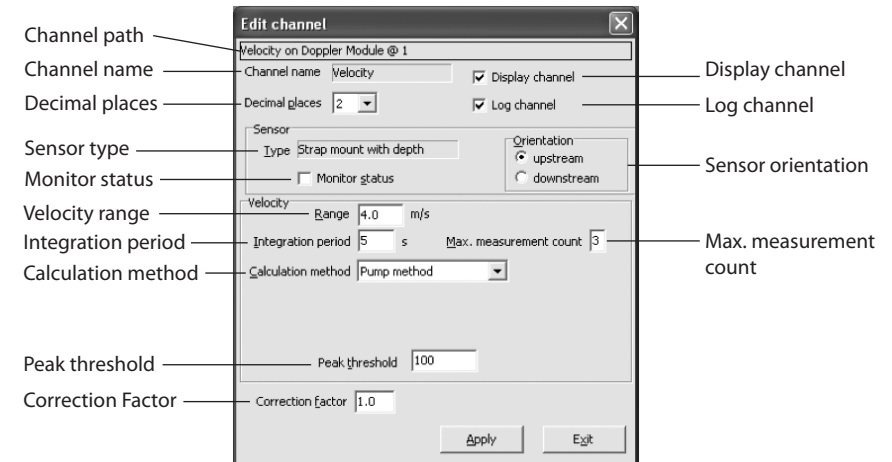 Edit channel
Channel path
Velocity on Doppler Module @ 1
Channel name
Channel name Velocity
Display channel
Display channel
Decimal places
Decimal places 2
Log channel
Log channel
Sensor
Orientation
Sensor type
Type Strap mount with depth
upstream
Sensor orientation
Monitor status
Monitor status
downstream
Velocity
Velocity range
Range 4.0 m/s
Integration period
Integration period 5 s
Max. measurement count 3
Max. measurement
count
Calculation method
Calculation method Pump method
Peak threshold
Peak threshold 100
Correction Factor
Correction factor 1.0
Apply
Exit